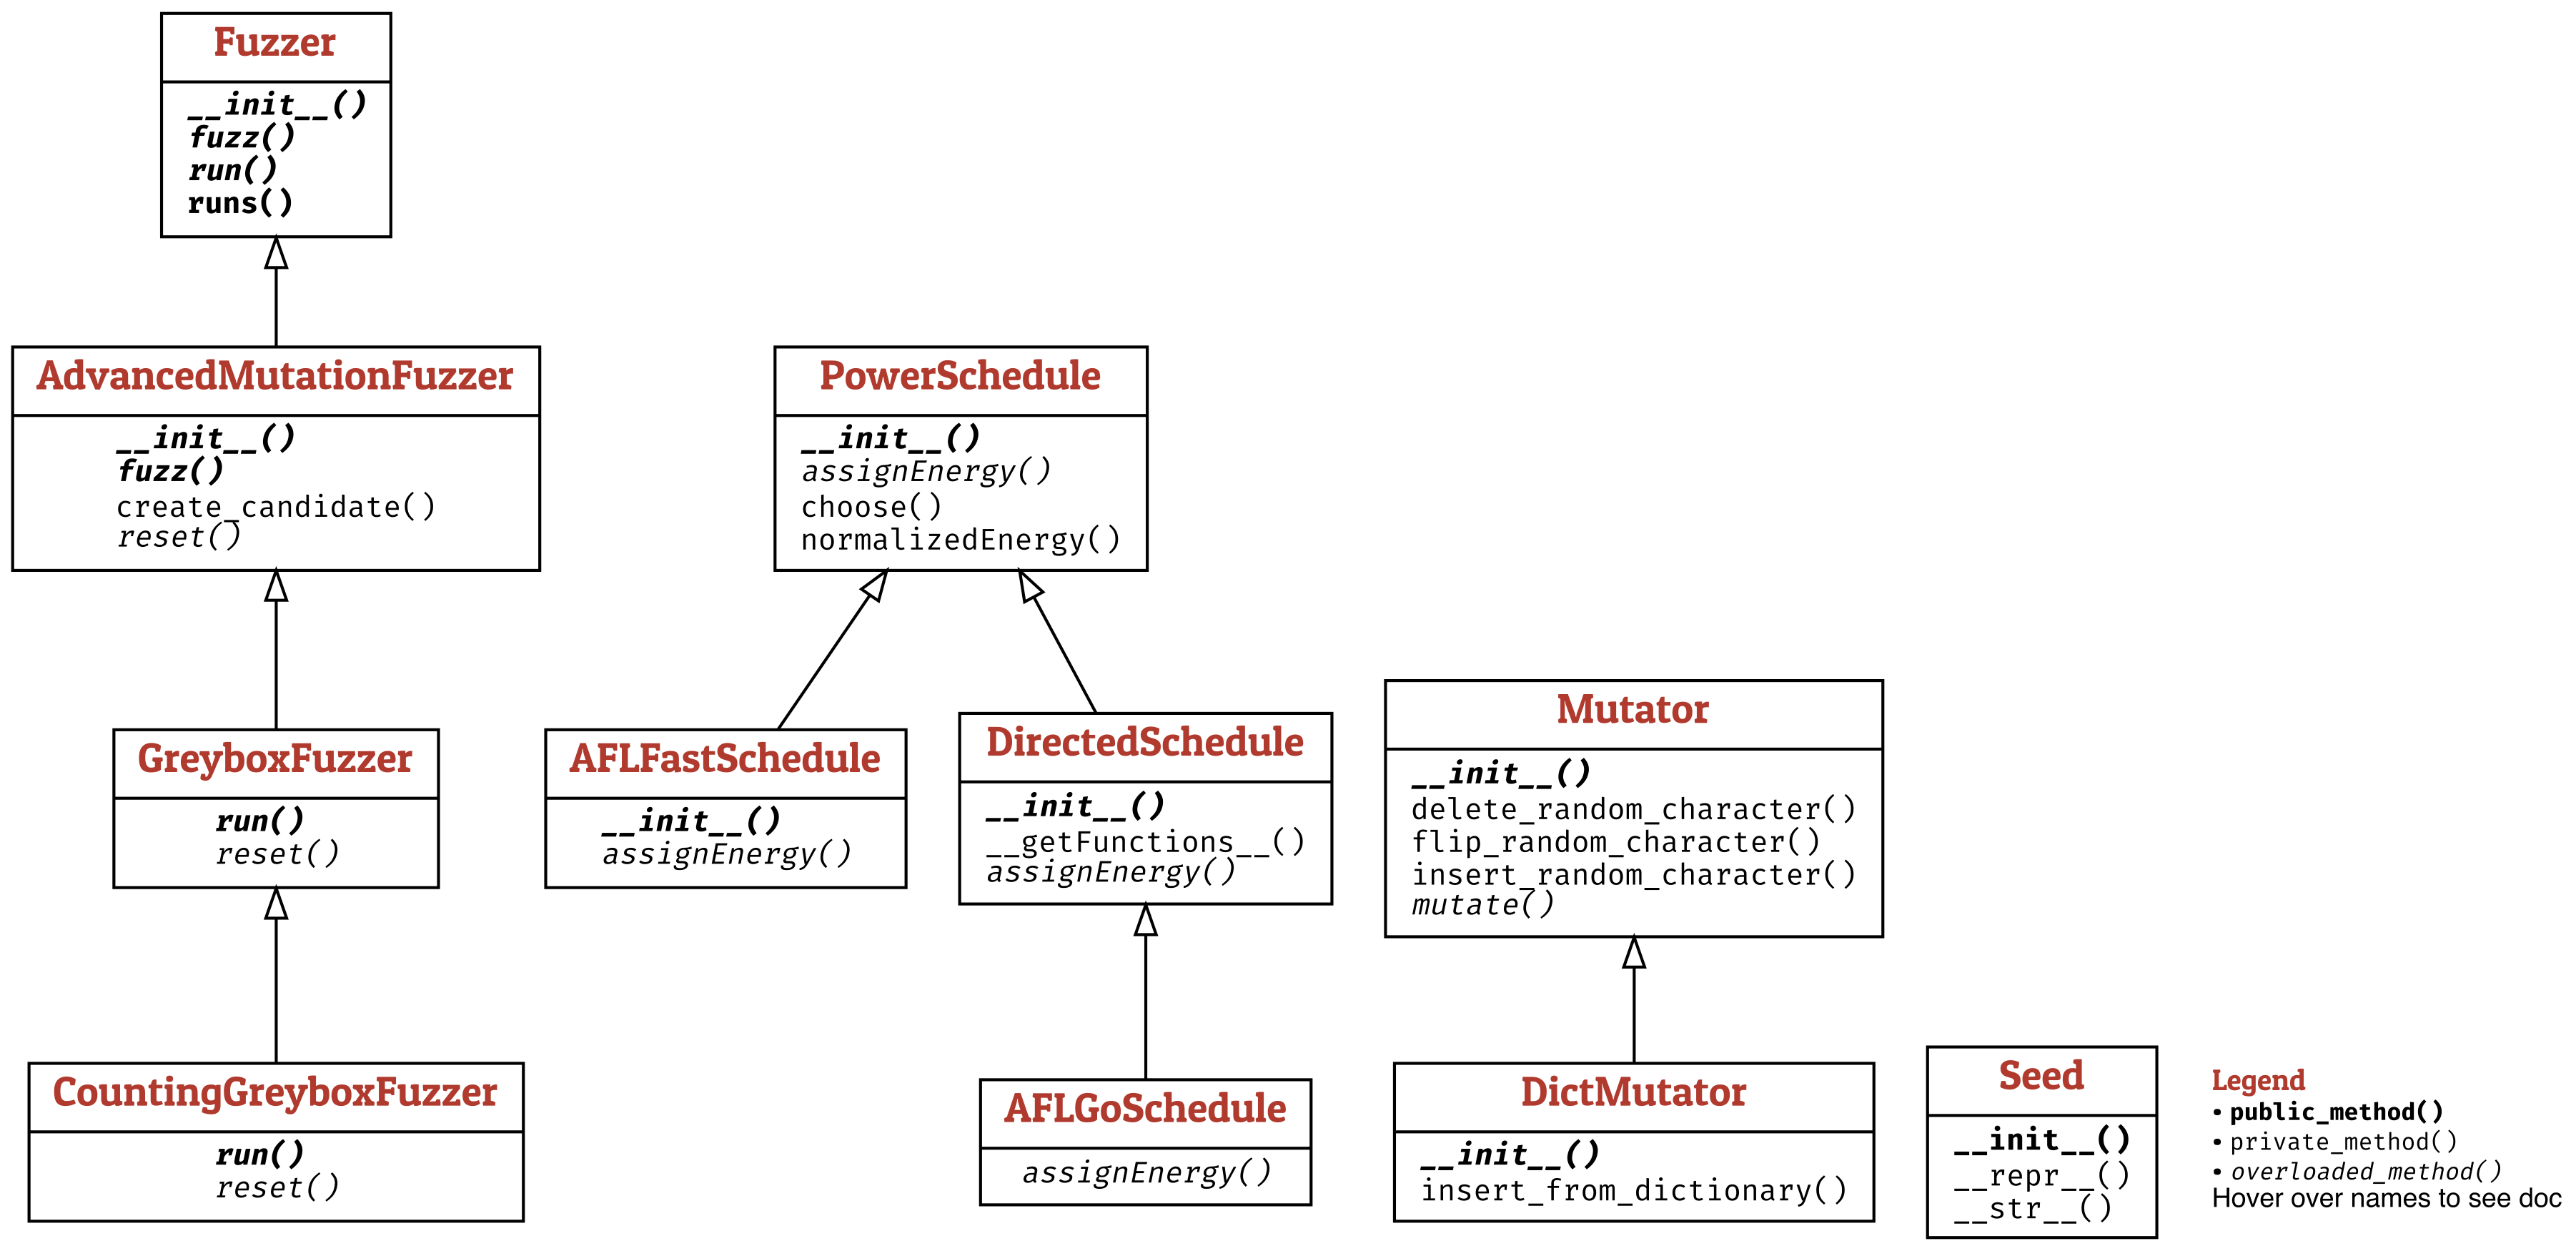 Fuzzer
__init__()
fuzz()
run()
runs()
AdvancedMutationFuzzer
__init__()
fuzz()
create_candidate()
reset()
PowerSchedule
__init__()
assignEnergy()
choose()
normalizedEnergy()
GreyboxFuzzer
run()
reset()
AFLFastSchedule
__init__()
assignEnergy()
DirectedSchedule
__init__()
__getFunctions__()
assignEnergy()
Mutator
__init__()
delete_random_character()
flip_random_character()
insert_random_character()
mutate()
CountingGreyboxFuzzer
run()
reset()
AFLGoSchedule
assignEnergy()
DictMutator
__init__()
insert_from_dictionary()
Seed
__init__()
__repr__()
__str__()
Legend
• public_method()
• private_method()
• overloaded_method()
Hover over names to see doc